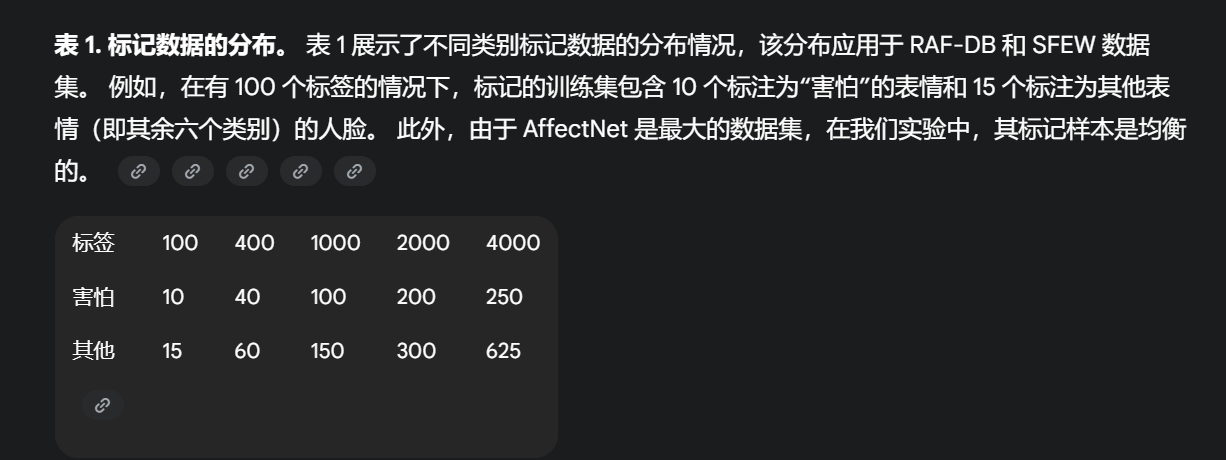 表 1. 标记数据的分布。 表 1 展示了不同类别标记数据的分布情况，该分布应用于 RAF-DB 和 SFEW 数据
集。 例如，在有 100 个标签的情况下，标记的训练集包含 10 个标注为“害怕”的表情和 15 个标注为其他表
情（即其余六个类别）的人脸。 此外，由于 AffectNet 是最大的数据集，在我们实验中，其标记样本是均衡
的。
标签 100 400 1000 2000 4000
害怕 10 40 100 200 250
其他 15 60 150 300 625